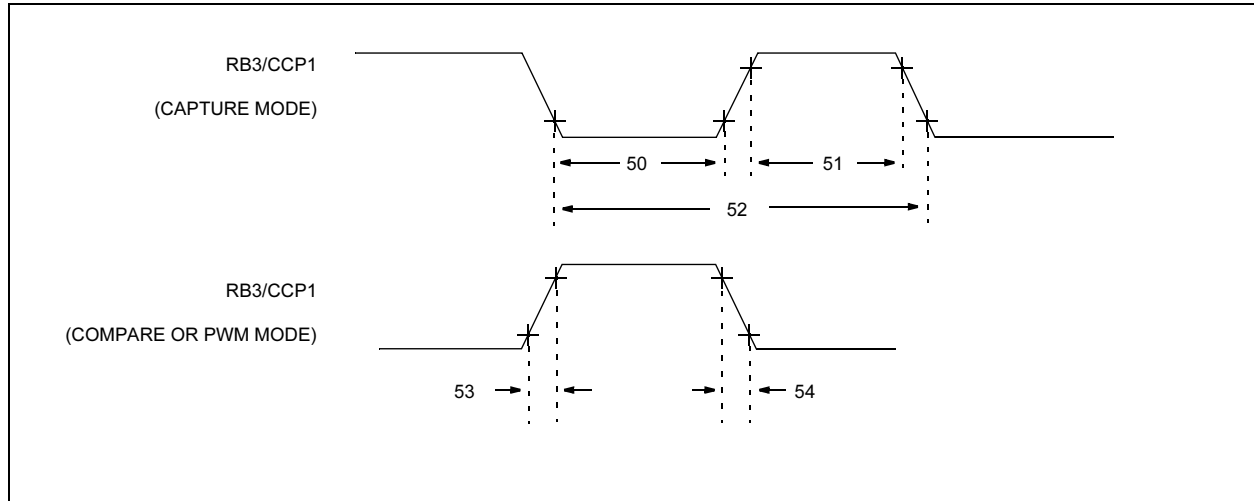 RB3/CCP1
(CAPTURE MODE)
50
51
52
RB3/CCP1
(COMPARE OR PWM MODE)
53
54